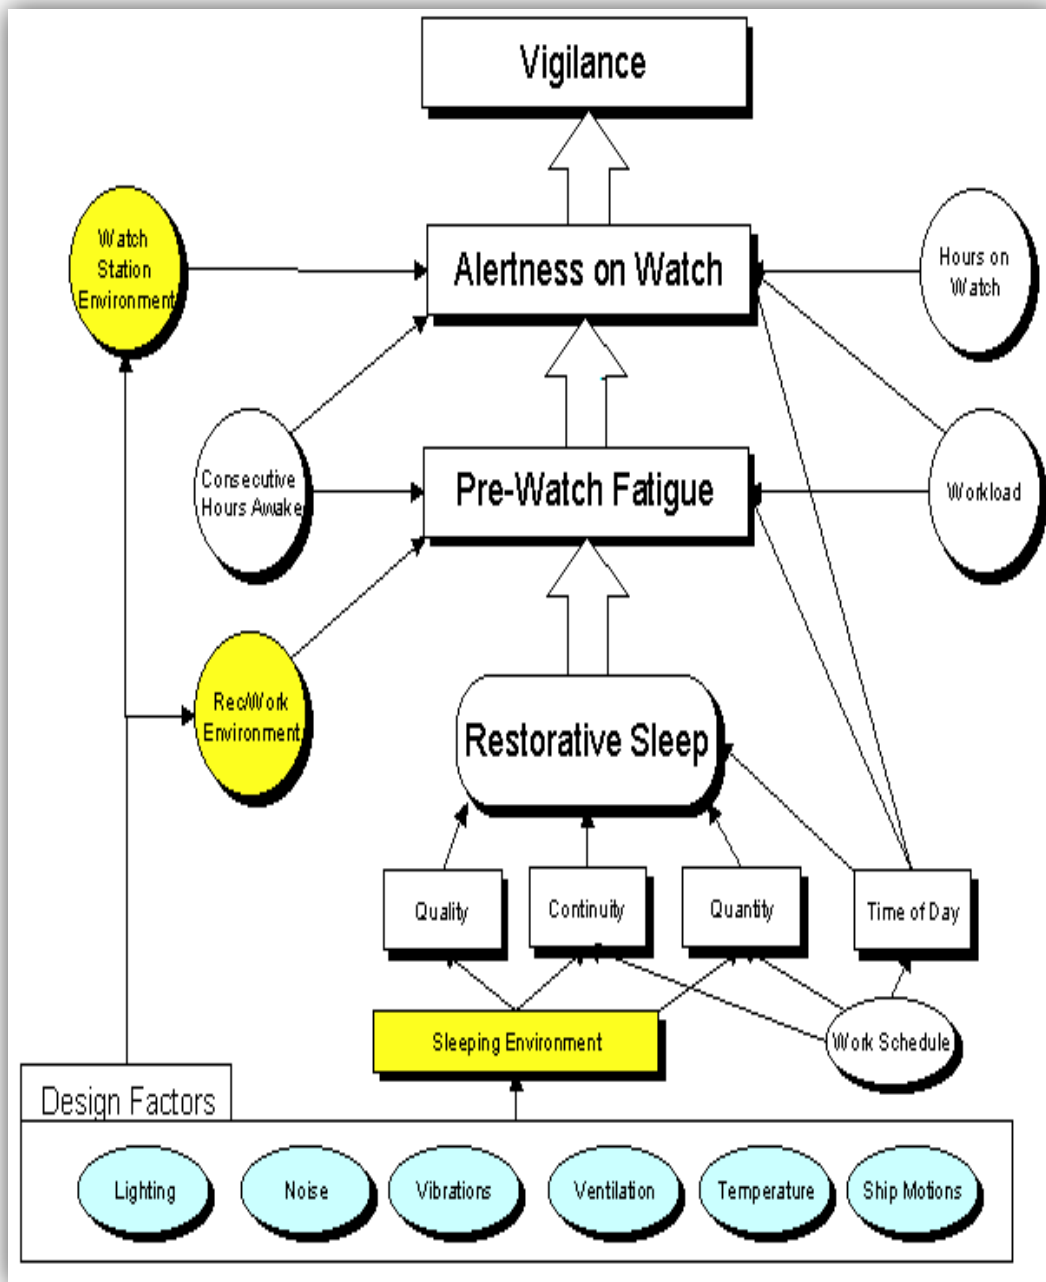 Vigilance
Watch
Station
Environment
Alertness on Watch
Hours on
Watch
Consecutive
Hours Awake
Pre-Watch Fatigue
Workload
Rec/Work
Environment
Restorative Sleep
Quality
Continuity
Quantity
Time of Day
Sleeping Environment
Work Schedule
Design Factors
Lighting
Noise
Vibrations
Ventilation
Temperature
Ship Motions